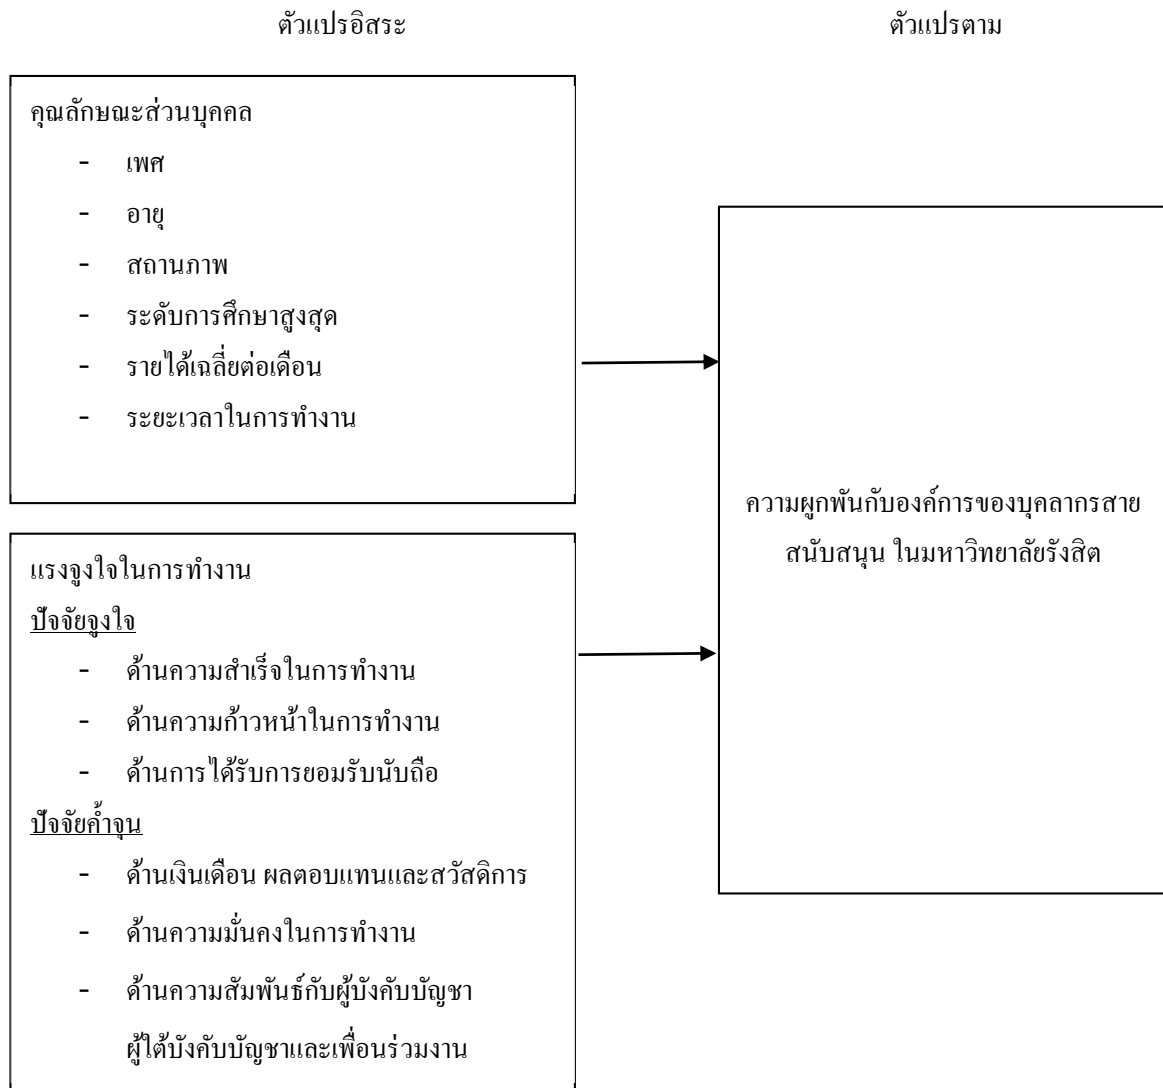 ตัวแปรอิสระ
ตัวแปรตาม
คุณลักษณะส่วนบุคคล
- เพศ
- อายุ
- สถานภาพ
- ระดับการศึกษาสูงสุด
- รายได้เฉลี่ยต่อเดือน
- ระยะเวลาในการทำงาน
แรงจูงใจในการทำงาน
ปัจจัยจูงใจ
- ด้านความสำเร็จในการทำงาน
- ด้านความก้าวหน้าในการทำงาน
- ด้านการได้รับการยอมรับนับถือ
ปัจจัยค้ำจุน
- ด้านเงินเดือน ผลตอบแทนและสวัสดิการ
- ด้านความมั่นคงในการทำงาน
- ด้านความสัมพันธ์กับผู้บังคับบัญชา
ผู้ใต้บังคับบัญชาและเพื่อนร่วมงาน
ความผูกพันกับองค์การของบุคลากรสาย
สนับสนุน ในมหาวิทยาลัยรังสิต